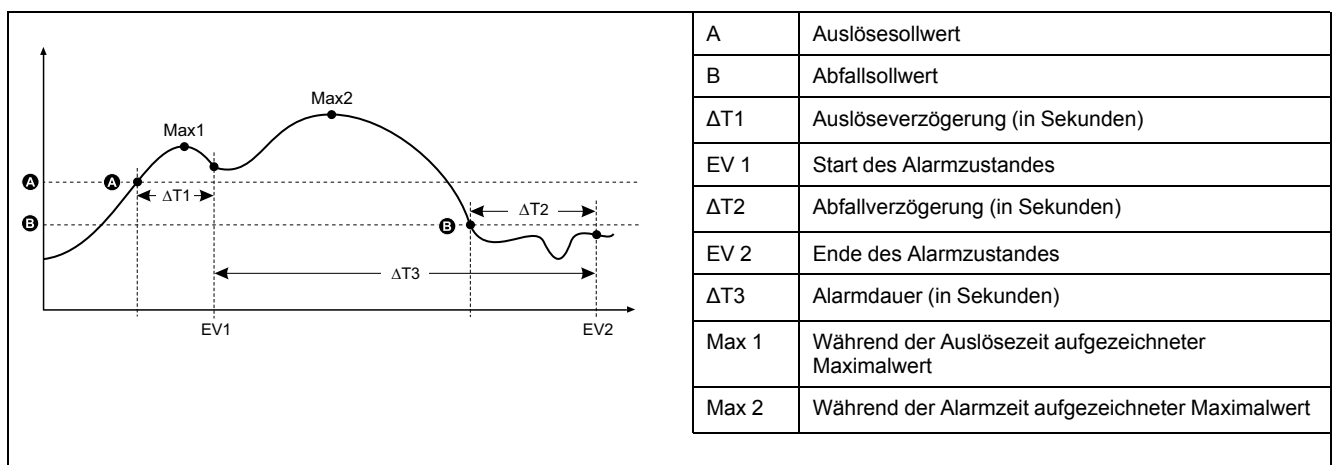 Max2
Max1
A
A
ΔT1
B
B
ΔT2
ΔT3
EV1
EV2
A Auslösesollwert
B Abfallsollwert
ΔT1 Auslöseverzögerung (in Sekunden)
EV 1 Start des Alarmzustandes
ΔT2 Abfallverzögerung (in Sekunden)
EV 2 Ende des Alarmzustandes
ΔT3 Alarmdauer (in Sekunden)
Max 1 Während der Auslösezeit aufgezeichneter
Maximalwert
Max 2 Während der Alarmzeit aufgezeichneter Maximalwert